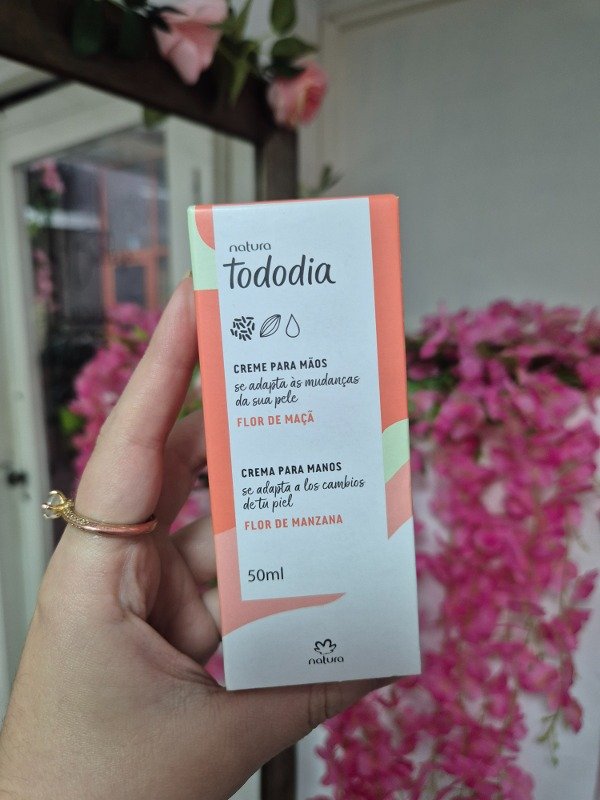 natura
tododia
CREME PARA MÃOS
se adapta às mudanças
da sua pele
FLOR DE MAÇÃ
CREMA PARA MANOS
se adapta a los cambios
de tu piel
FLOR DE MANZANA
50ml
natura